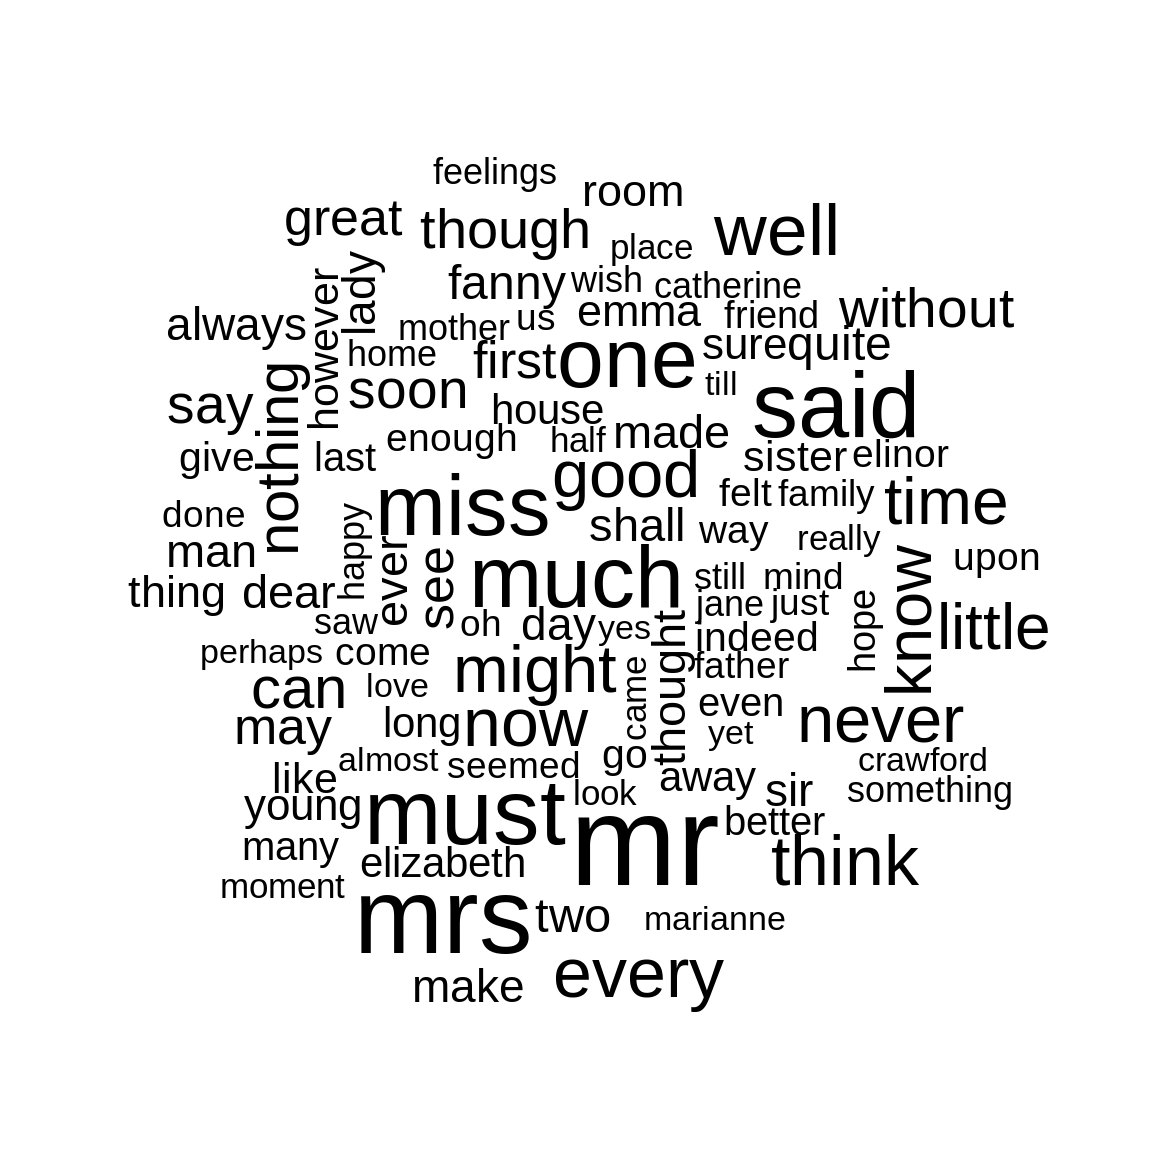 feelings
room
great
though
well
place
lady
fanny
wish
catherine
however
always
mother
us
emma
friend
without
home
first
one
sure
quite
till
nothing
say
soon
house
said
enough
half
made
give
last
good
sister
elinor
miss
felt
family
time
done
happy
shall
way
really
man
ever
see
much
still
mind
know
upon
thing
dear
jane
just
hope
little
saw
oh
day
yes
thought
indeed
perhaps
come
might
came
father
can
love
may
long
now
even
never
yet
like
almost
seemed
go
away
crawford
young
must
look
sir
something
many
elizabeth
mr
better
think
moment
mrs
two
marianne
make
every